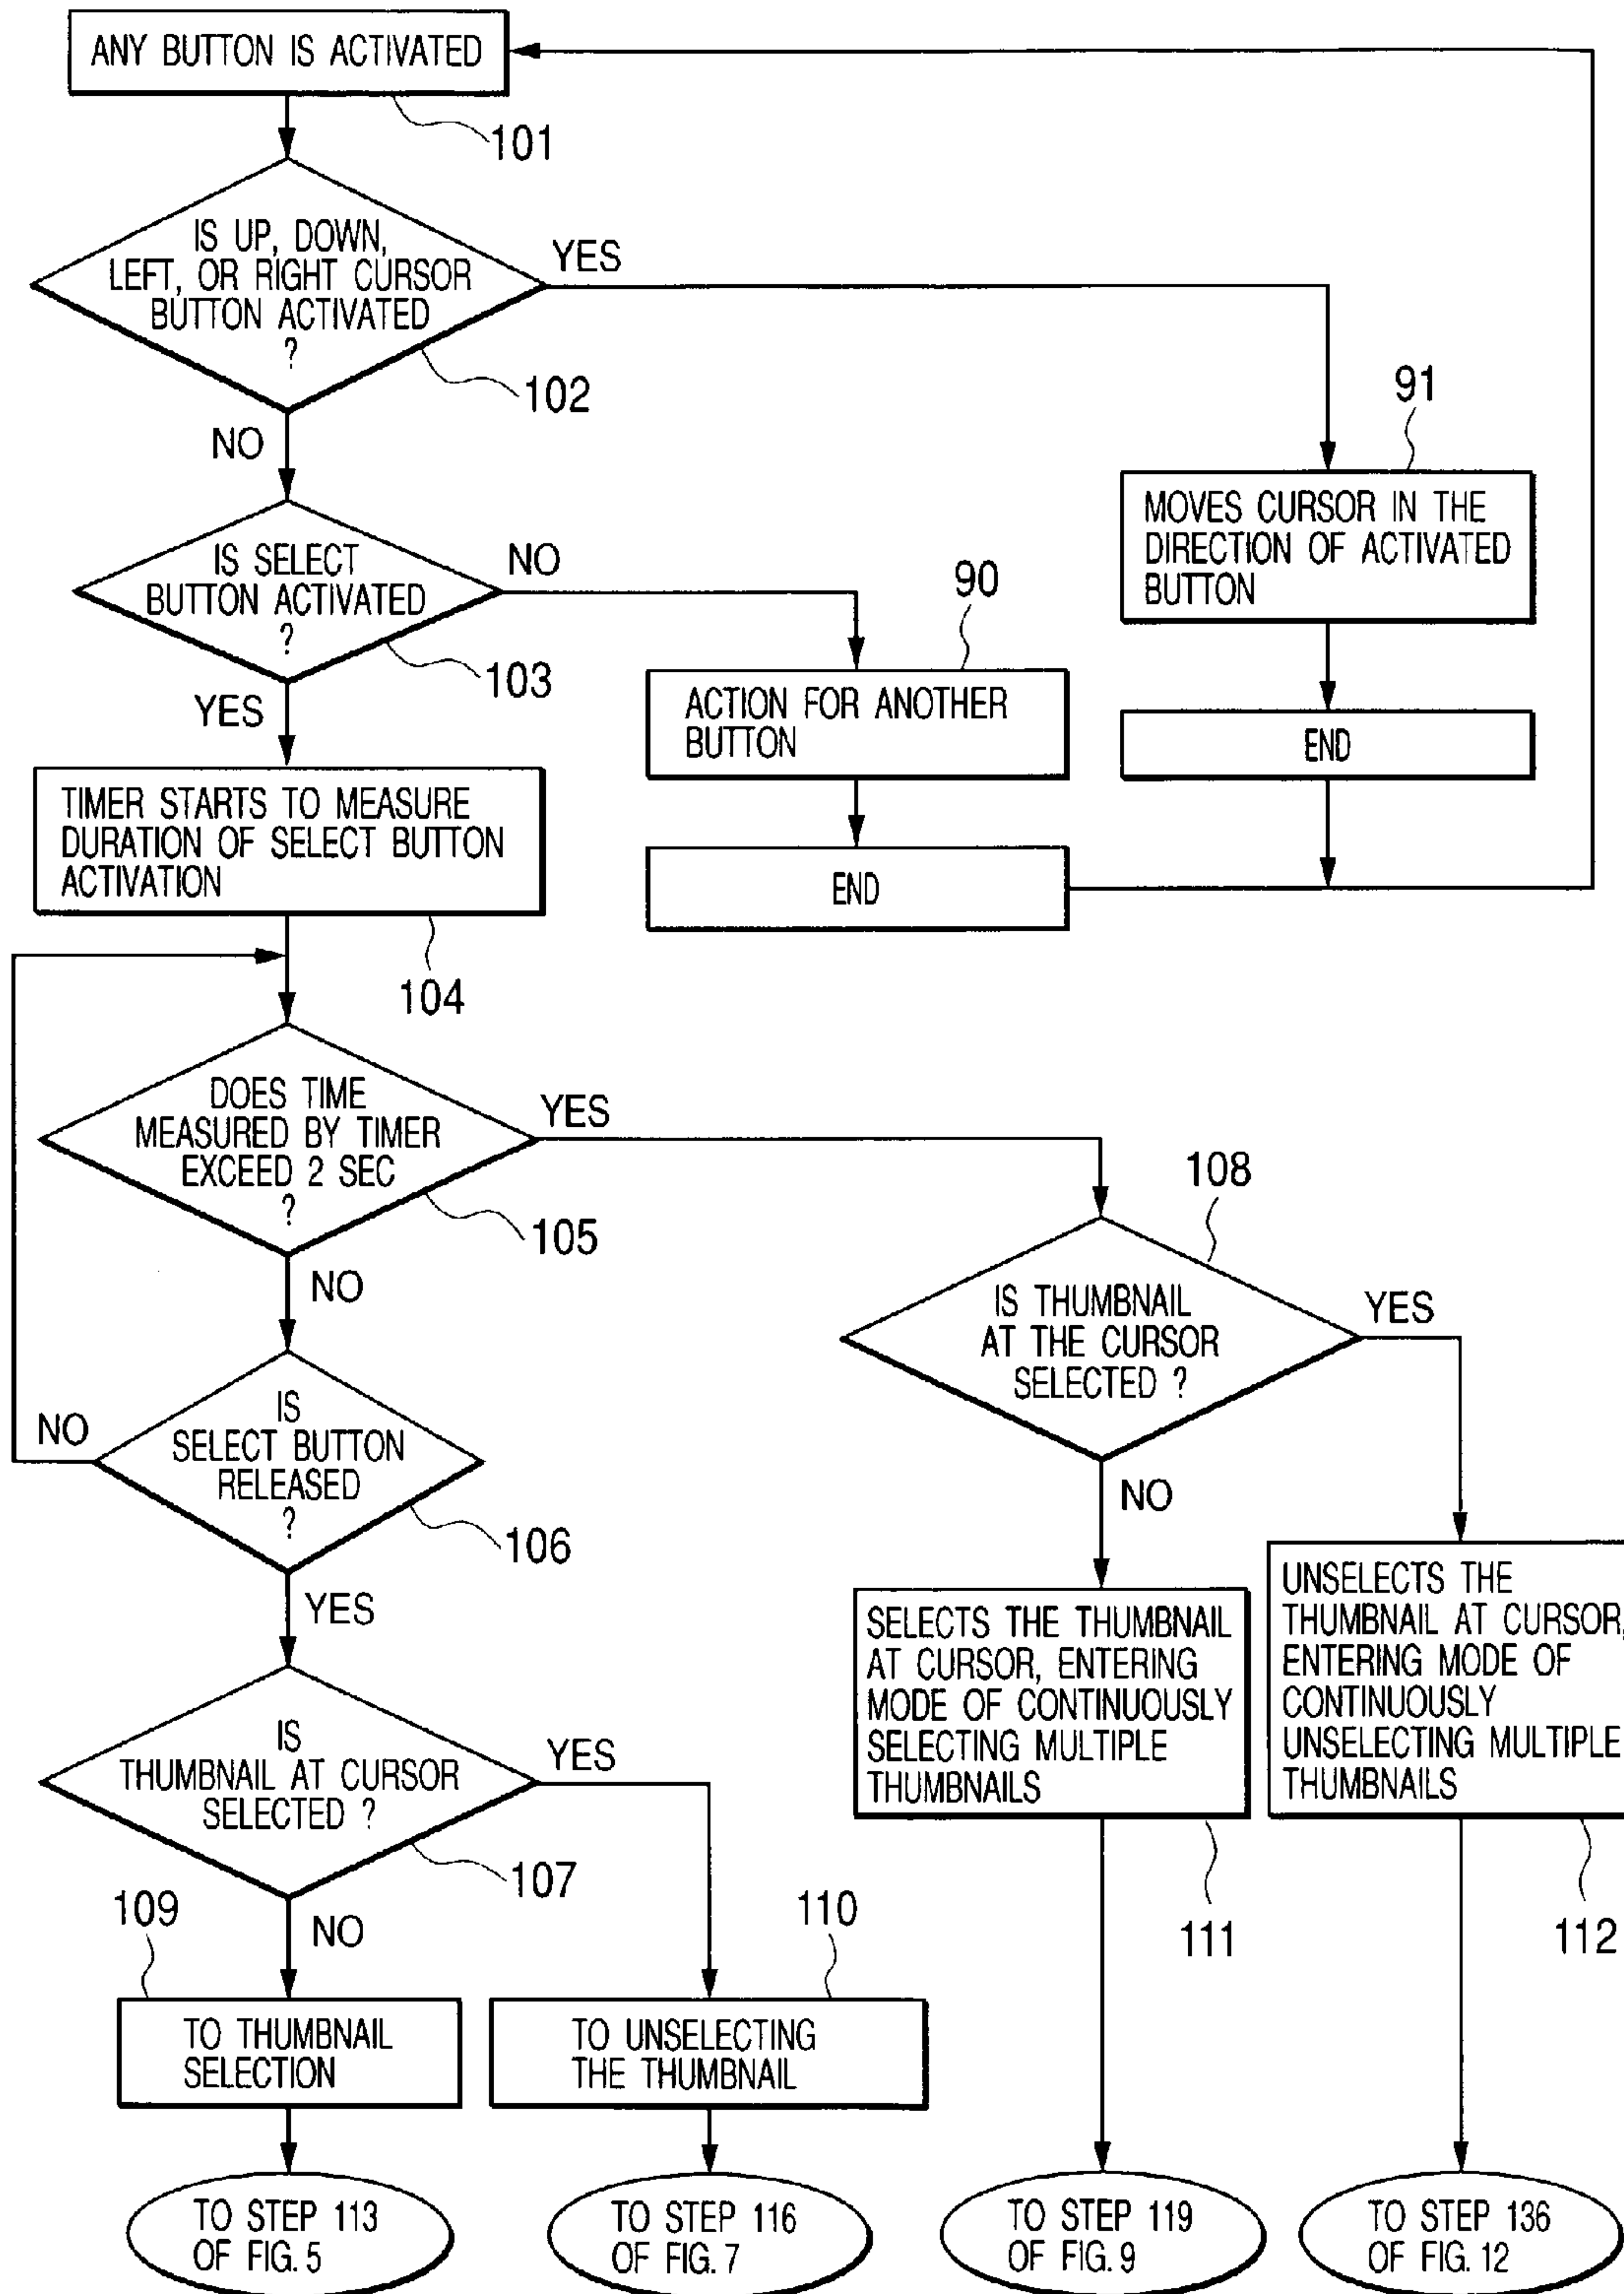 ANY BUTTON IS ACTIVATED
101
IS UP, DOWN,
LEFT, OR RIGHT CURSOR
BUTTON ACTIVATED
?
YES
102
NO
91
MOVES CURSOR IN THE
DIRECTION OF ACTIVATED
BUTTON
END
IS SELECT
BUTTON ACTIVATED
?
NO
103
YES
90
ACTION FOR ANOTHER
BUTTON
END
TIMER STARTS TO MEASURE
DURATION OF SELECT BUTTON
ACTIVATION
104
DOES TIME
MEASURED BY TIMER
EXCEED 2 SEC
?
YES
105
NO
108
IS THUMBNAIL
AT THE CURSOR
SELECTED ?
YES
NO
IS
SELECT BUTTON
RELEASED
?
NO
106
YES
SELECTS THE THUMBNAIL
AT CURSOR, ENTERING
MODE OF CONTINUOUSLY
SELECTING MULTIPLE
THUMBNAILS
111
UNSELECTS THE
THUMBNAIL AT CURSOR,
ENTERING MODE OF
CONTINUOUSLY
UNSELECTING MULTIPLE
THUMBNAILS
112
IS
THUMBNAIL AT CURSOR
SELECTED ?
YES
107
NO
109
TO THUMBNAIL
SELECTION
110
TO UNSELECTING
THE THUMBNAIL
TO STEP 113
OF FIG. 5
TO STEP 116
OF FIG. 7
TO STEP 119
OF FIG. 9
TO STEP 136
OF FIG. 12